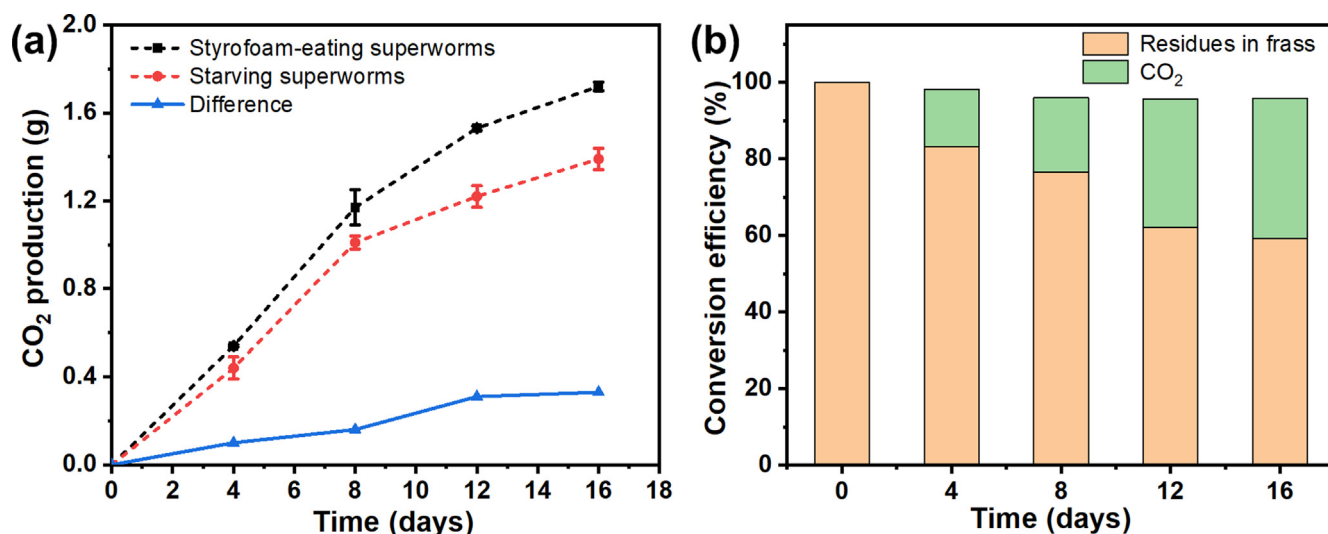 (a)
Styrofoam-eating superworms
Starving superworms
Difference
CO₂ production (g)
2.0
1.6
1.2
0.8
0.4
0.0
0 2 4 6 8 10 12 14 16 18
Time (days)
(b)
Residues in frass
CO₂
Conversion efficiency (%)
100
80
60
40
20
0
0 4 8 12 16
Time (days)